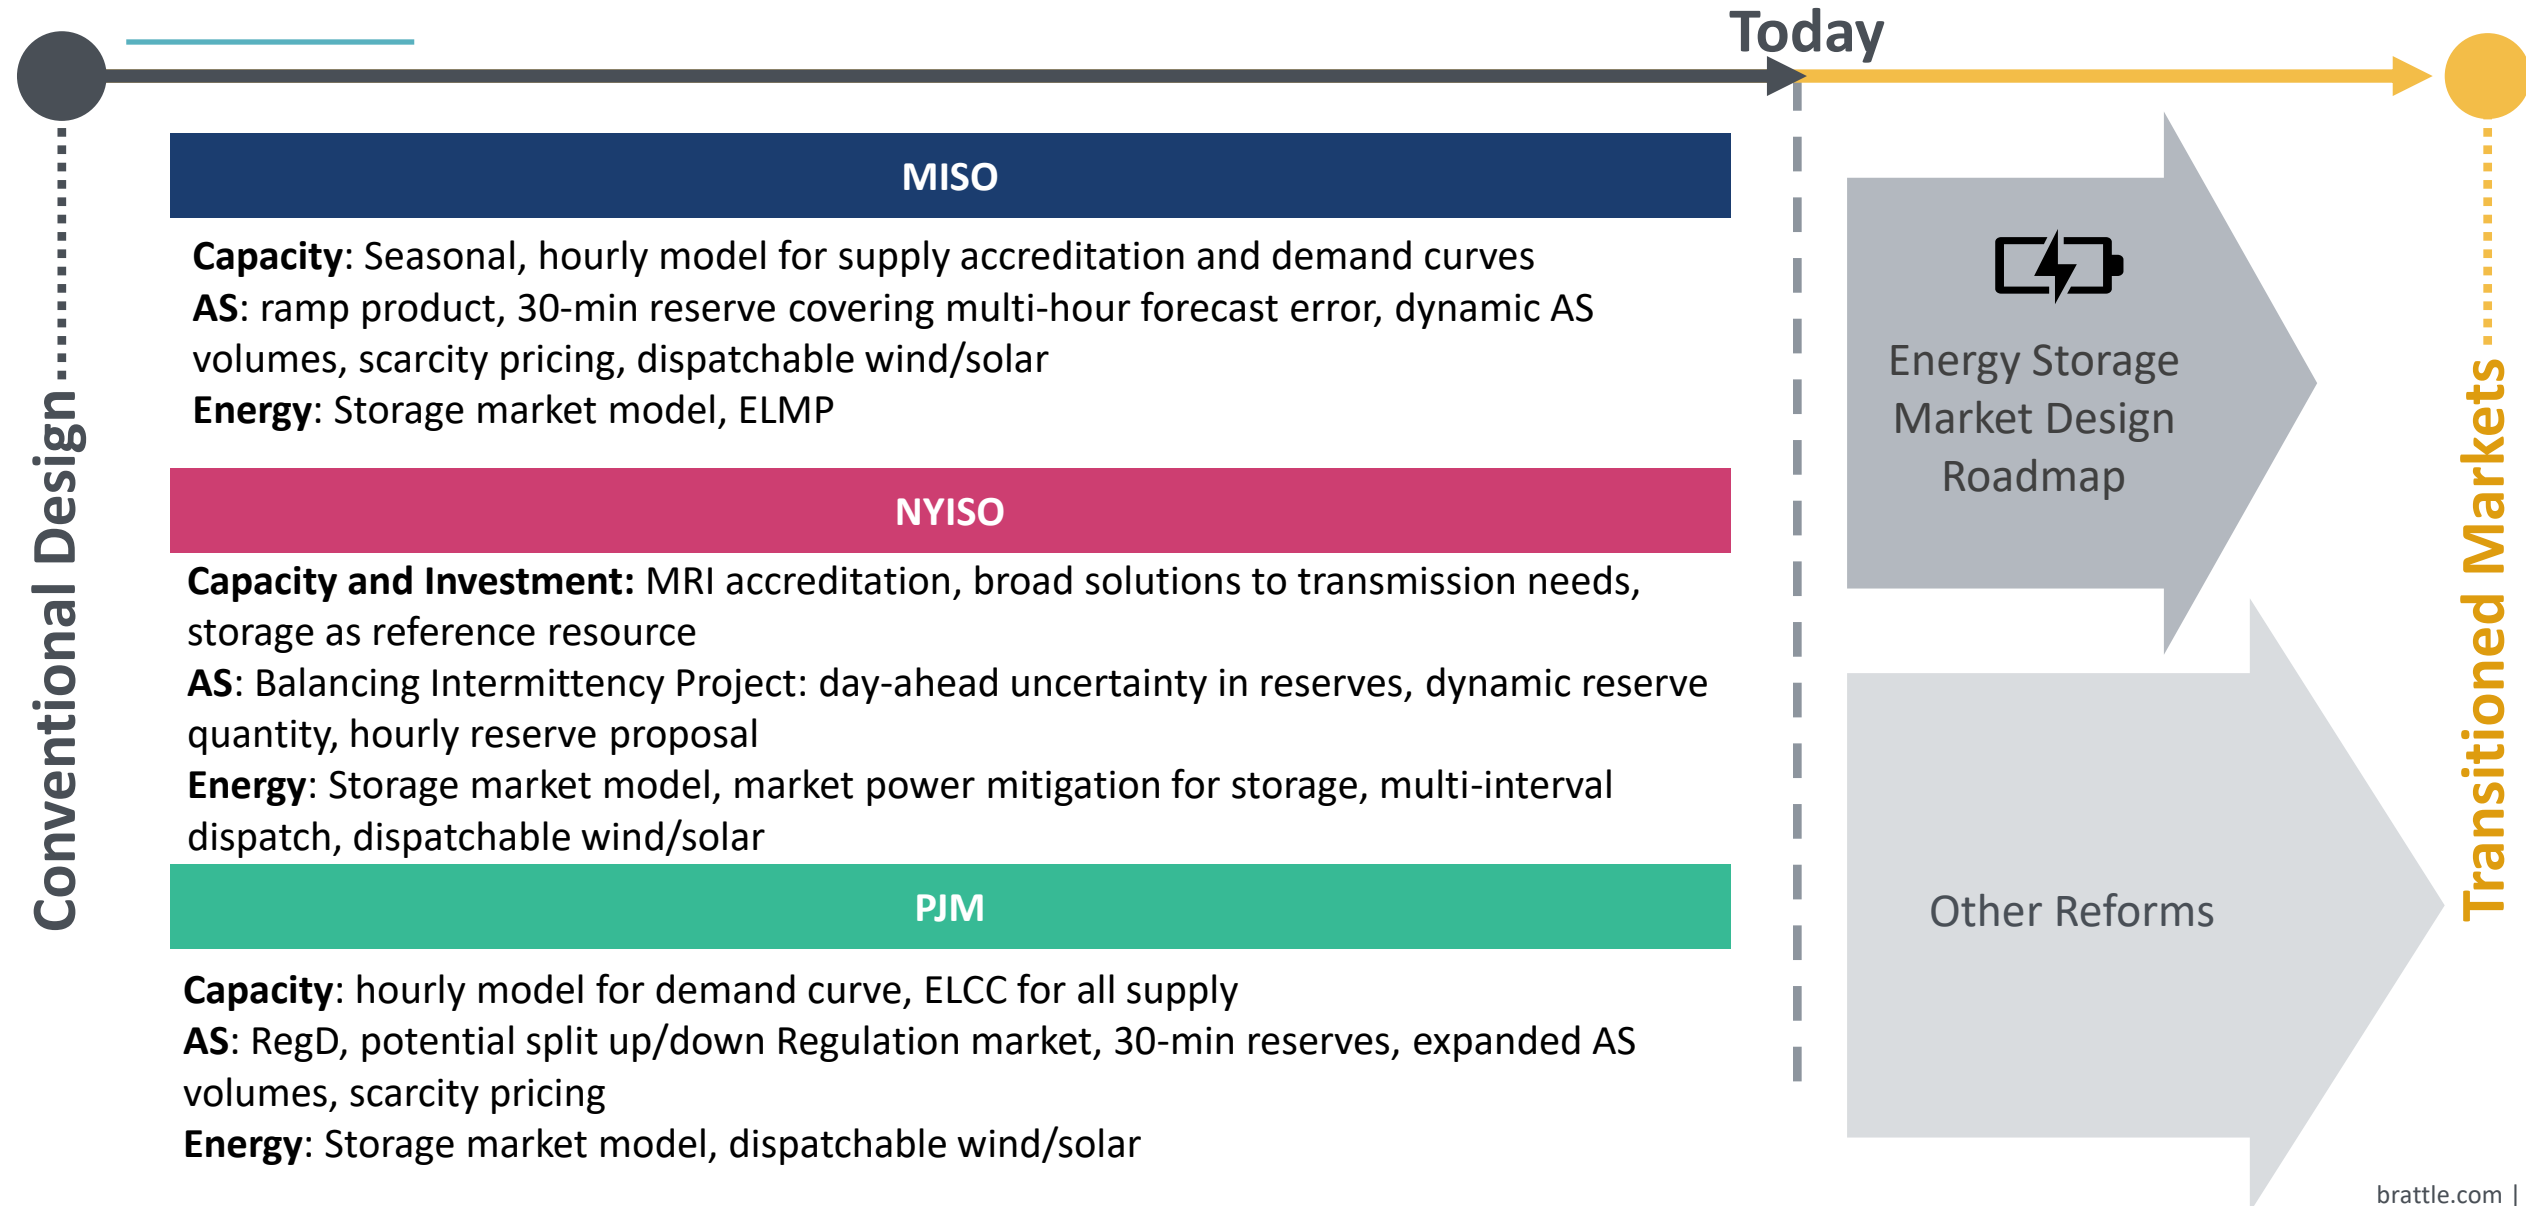 Today
Conventional Design
MISO
Capacity: Seasonal, hourly model for supply accreditation and demand curves
AS: ramp product, 30-min reserve covering multi-hour forecast error, dynamic AS
volumes, scarcity pricing, dispatchable wind/solar
Energy: Storage market model, ELMP
NYISO
Capacity and Investment: MRI accreditation, broad solutions to transmission needs,
storage as reference resource
AS: Balancing Intermittency Project: day-ahead uncertainty in reserves, dynamic reserve
quantity, hourly reserve proposal
Energy: Storage market model, market power mitigation for storage, multi-interval
dispatch, dispatchable wind/solar
PJM
Capacity: hourly model for demand curve, ELCC for all supply
AS: RegD, potential split up/down Regulation market, 30-min reserves, expanded AS
volumes, scarcity pricing
Energy: Storage market model, dispatchable wind/solar
Energy Storage
Market Design
Roadmap
Other Reforms
Transitioned Markets
brattle.com |